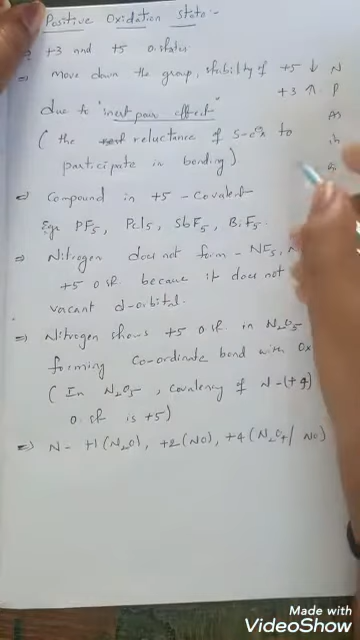 Positive Oxidation State:-
+3 and +5 O.states
⇒ Move down the group, stability of +5 ↓ N
+3 ↑ P
due to "inert pair effect" As
(the reluctance of s-e⁻s to
participate in bonding)
⇒ Compound in +5 - Covalent
Eg: PF₅, PCl₅, SbF₅, BiF₅.
⇒ Nitrogen does not form - NF₅,
+5 O.st. because it does not
vacant d-orbital.
⇒ Nitrogen shows +5 O.st in N₂O₅
forming co-ordinate bond with Ox
(In N₂O₅, covalency of N-(+4)
O.st is +5)
⇒ N- +1(N₂O), +2(NO), +4(N₂O₄/ NO)
Made with
VideoShow